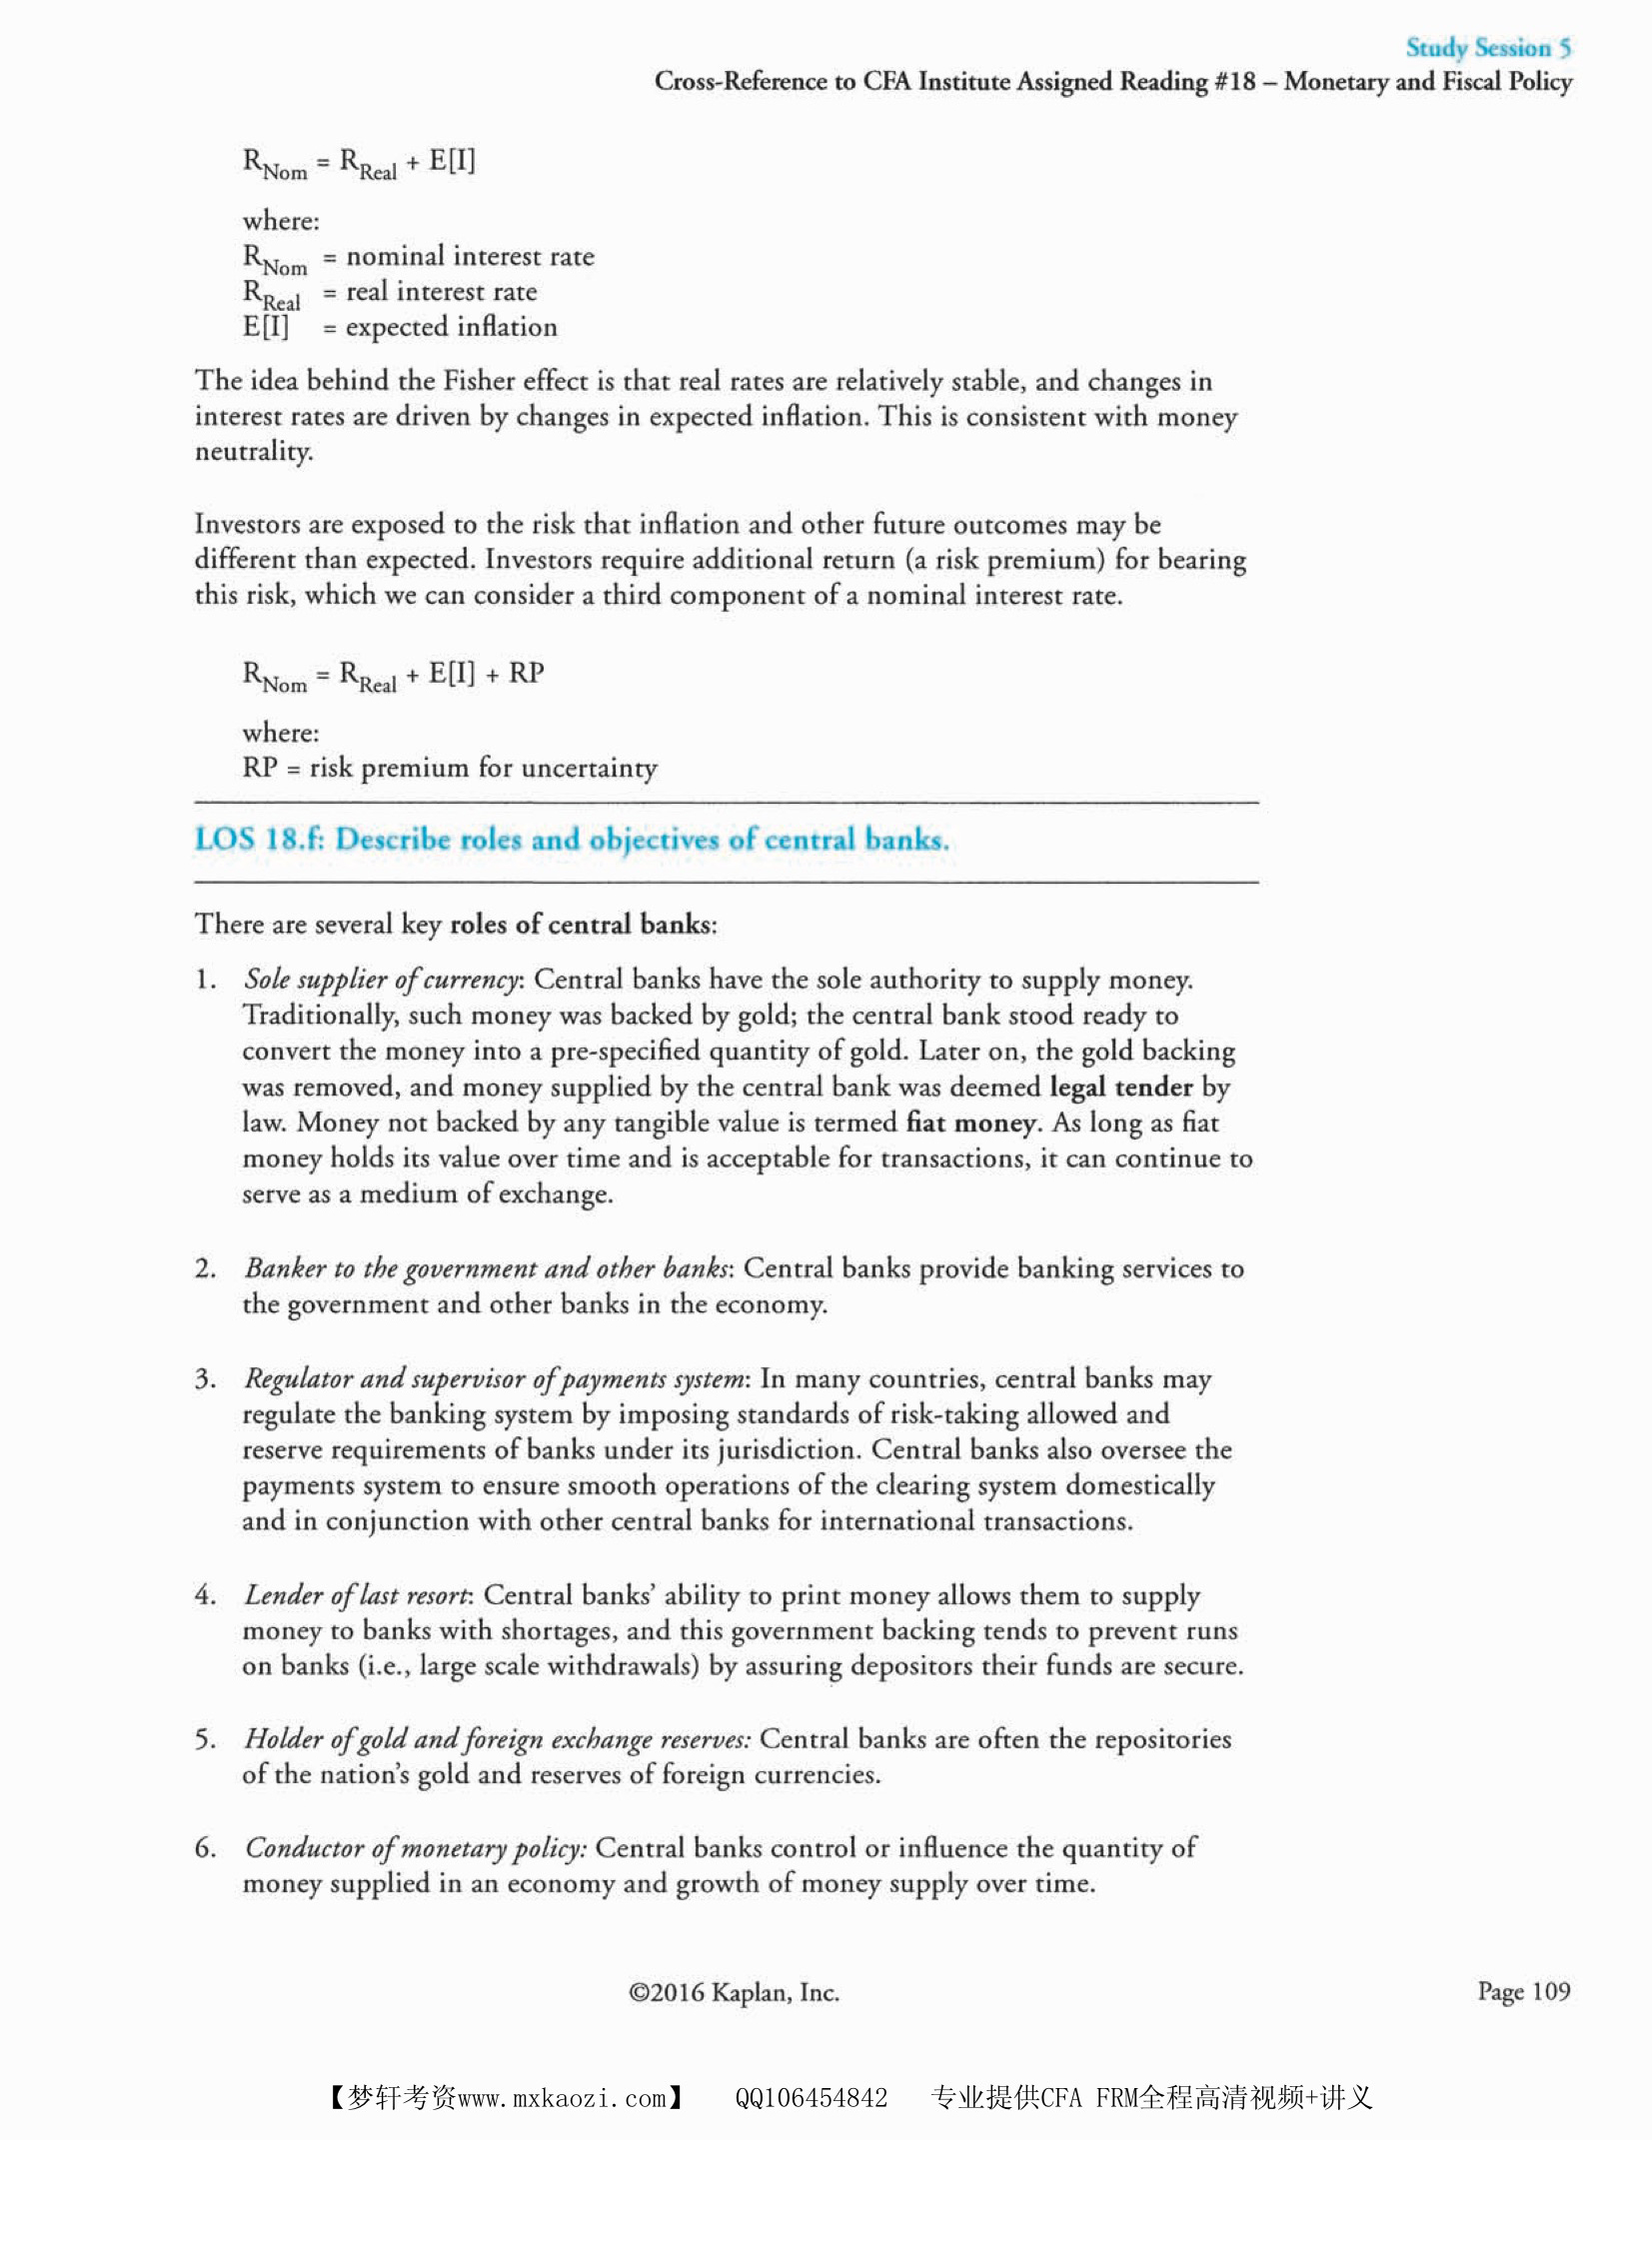 Study Session 5
Cross-Reference to CFA Institute Assigned Reading #18 – Monetary and Fiscal Policy
R_Nom = R_Real + E[I]
where:
R_Nom = nominal interest rate
R_Real = real interest rate
E[I] = expected inflation
The idea behind the Fisher effect is that real rates are relatively stable, and changes in
interest rates are driven by changes in expected inflation. This is consistent with money
neutrality.
Investors are exposed to the risk that inflation and other future outcomes may be
different than expected. Investors require additional return (a risk premium) for bearing
this risk, which we can consider a third component of a nominal interest rate.
R_Nom = R_Real + E[I] + RP
where:
RP = risk premium for uncertainty
LOS 18.f: Describe roles and objectives of central banks.
There are several key roles of central banks:
1. Sole supplier of currency: Central banks have the sole authority to supply money.
Traditionally, such money was backed by gold; the central bank stood ready to
convert the money into a pre-specified quantity of gold. Later on, the gold backing
was removed, and money supplied by the central bank was deemed legal tender by
law. Money not backed by any tangible value is termed fiat money. As long as fiat
money holds its value over time and is acceptable for transactions, it can continue to
serve as a medium of exchange.
2. Banker to the government and other banks: Central banks provide banking services to
the government and other banks in the economy.
3. Regulator and supervisor of payments system: In many countries, central banks may
regulate the banking system by imposing standards of risk-taking allowed and
reserve requirements of banks under its jurisdiction. Central banks also oversee the
payments system to ensure smooth operations of the clearing system domestically
and in conjunction with other central banks for international transactions.
4. Lender of last resort: Central banks’ ability to print money allows them to supply
money to banks with shortages, and this government backing tends to prevent runs
on banks (i.e., large scale withdrawals) by assuring depositors their funds are secure.
5. Holder of gold and foreign exchange reserves: Central banks are often the repositories
of the nation’s gold and reserves of foreign currencies.
6. Conductor of monetary policy: Central banks control or influence the quantity of
money supplied in an economy and growth of money supply over time.
©2016 Kaplan, Inc. Page 109
【梦轩考资www.mxkaozi.com】 QQ106454842 专业提供CFA FRM全程高清视频+讲义